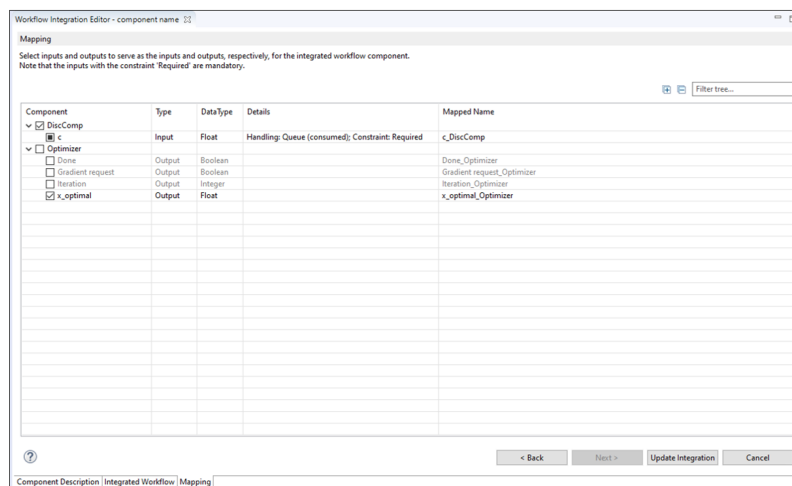 Workflow Integration Editor - component name
Mapping
Select inputs and outputs to serve as the inputs and outputs, respectively, for the integrated workflow component.
Note that the inputs with the constraint 'Required' are mandatory.
Filter tree...
Component Type DataType Details Mapped Name
DiscComp
c Input Float Handling: Queue (consumed); Constraint: Required c_DiscComp
Optimizer
Done Output Boolean Done_Optimizer
Gradient request Output Boolean Gradient request_Optimizer
Iteration Output Integer Iteration_Optimizer
x_optimal Output Float x_optimal_Optimizer
? < Back Next > Update Integration Cancel
Component Description Integrated Workflow Mapping